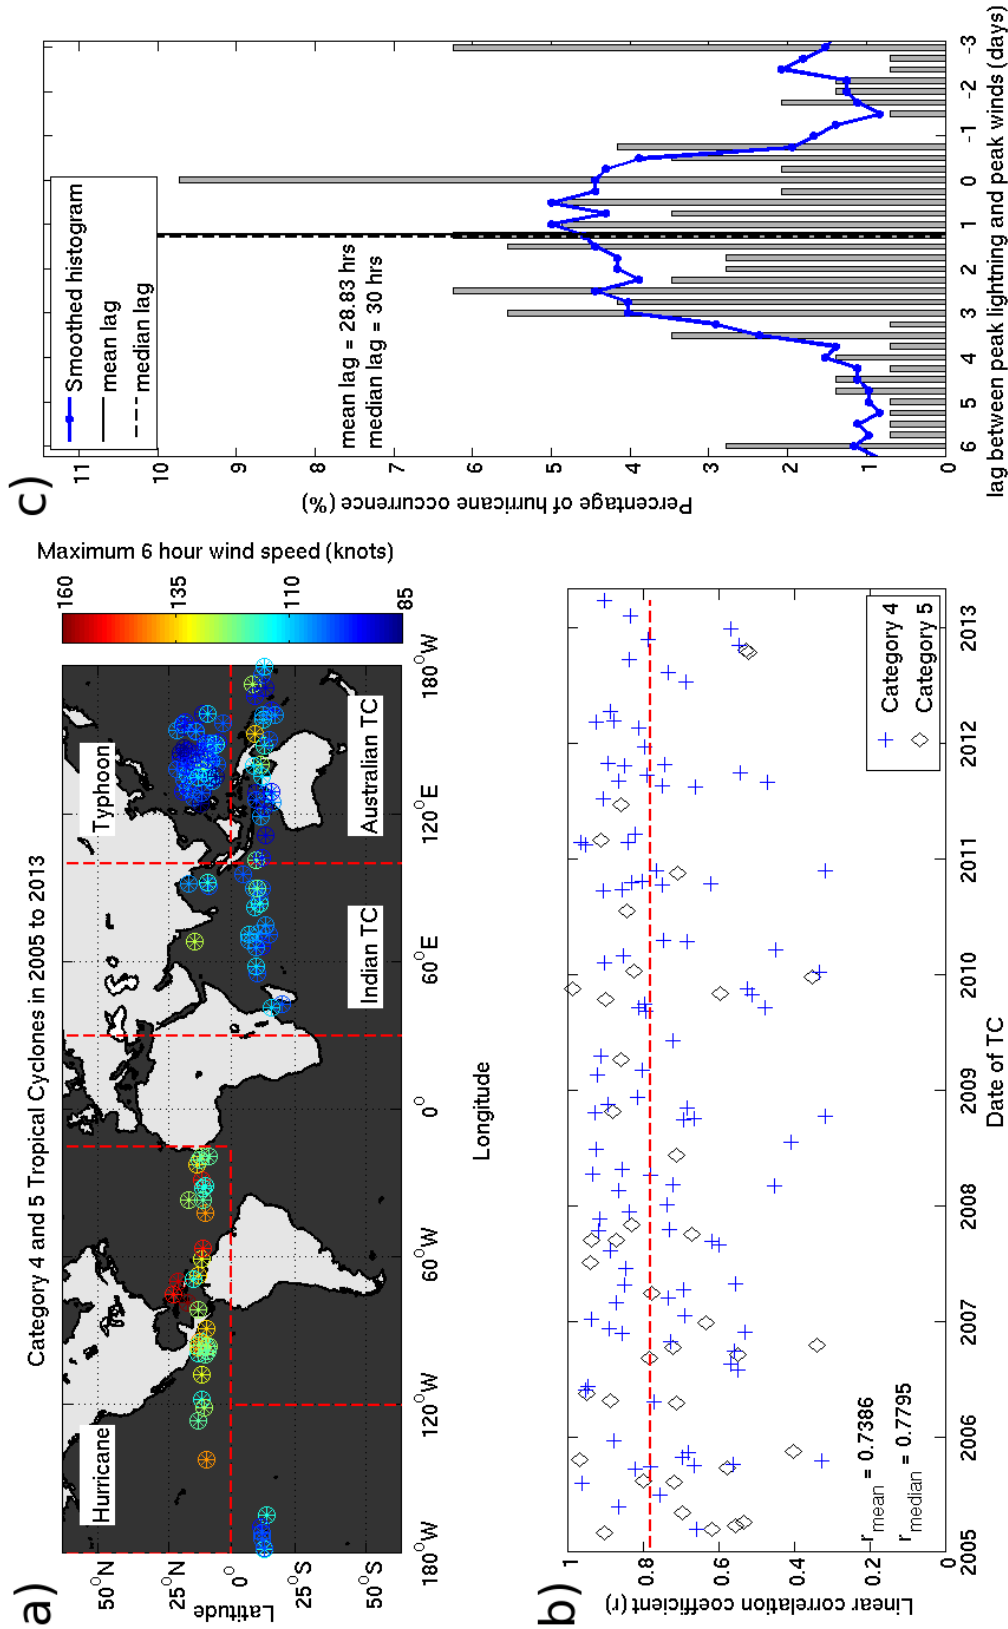 a)
Category 4 and 5 Tropical Cyclones in 2005 to 2013
Hurricane
Typhoon
Indian TC
Australian TC
Latitude
50°N
25°N
0°
25°S
50°S
180°W 120°W 60°W 0° 60°E 120°E 180°W
Longitude
Maximum 6 hour wind speed (knots)
160
135
110
85
b)
Linear correlation coefficient (r)
1
0.8
0.6
0.4
0.2
0
r mean = 0.7386
r median = 0.7795
Category 4
Category 5
2005 2006 2007 2008 2009 2010 2011 2012 2013
Date of TC
c)
Percentage of hurricane occurrence (%)
11
10
9
8
7
6
5
4
3
2
1
0
Smoothed histogram
mean lag
median lag
mean lag = 28.83 hrs
median lag = 30 hrs
6 5 4 3 2 1 0 -1 -2 -3
lag between peak lightning and peak winds (days)